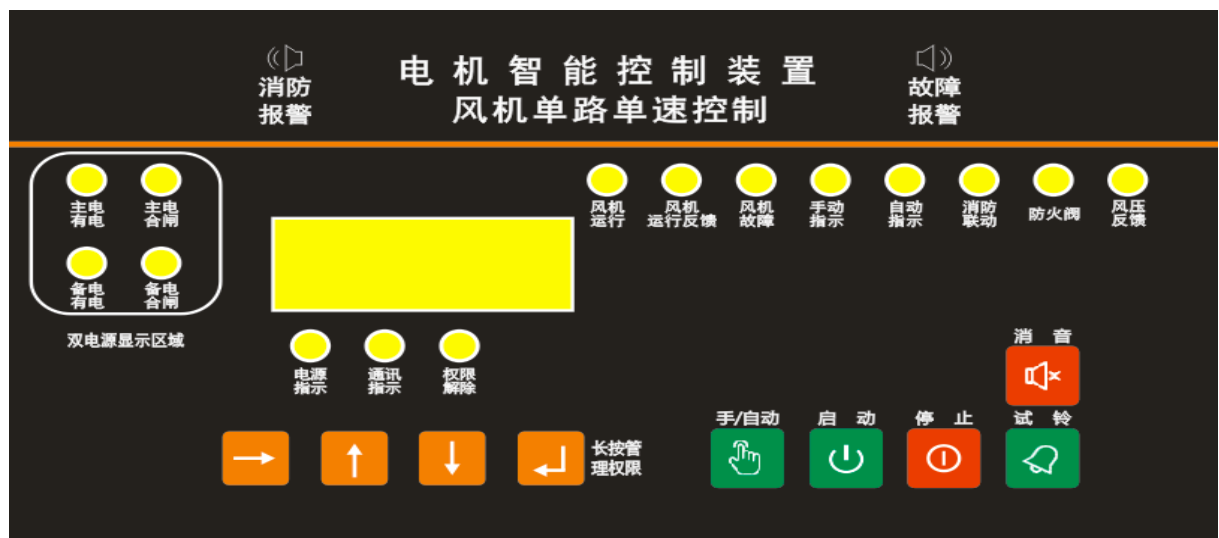 消防
报警
电机智能控制装置
风机单路单速控制
故障
报警
主电
有电
主电
合闸
备电
有电
备电
合闸
双电源显示区域
风机
运行
风机
运行反馈
风机
故障
手动
指示
自动
指示
消防
联动
防火阀
风压
反馈
电源
指示
通讯
指示
权限
解除
长按管
理权限
消音
手/自动
启动
停止
试铃